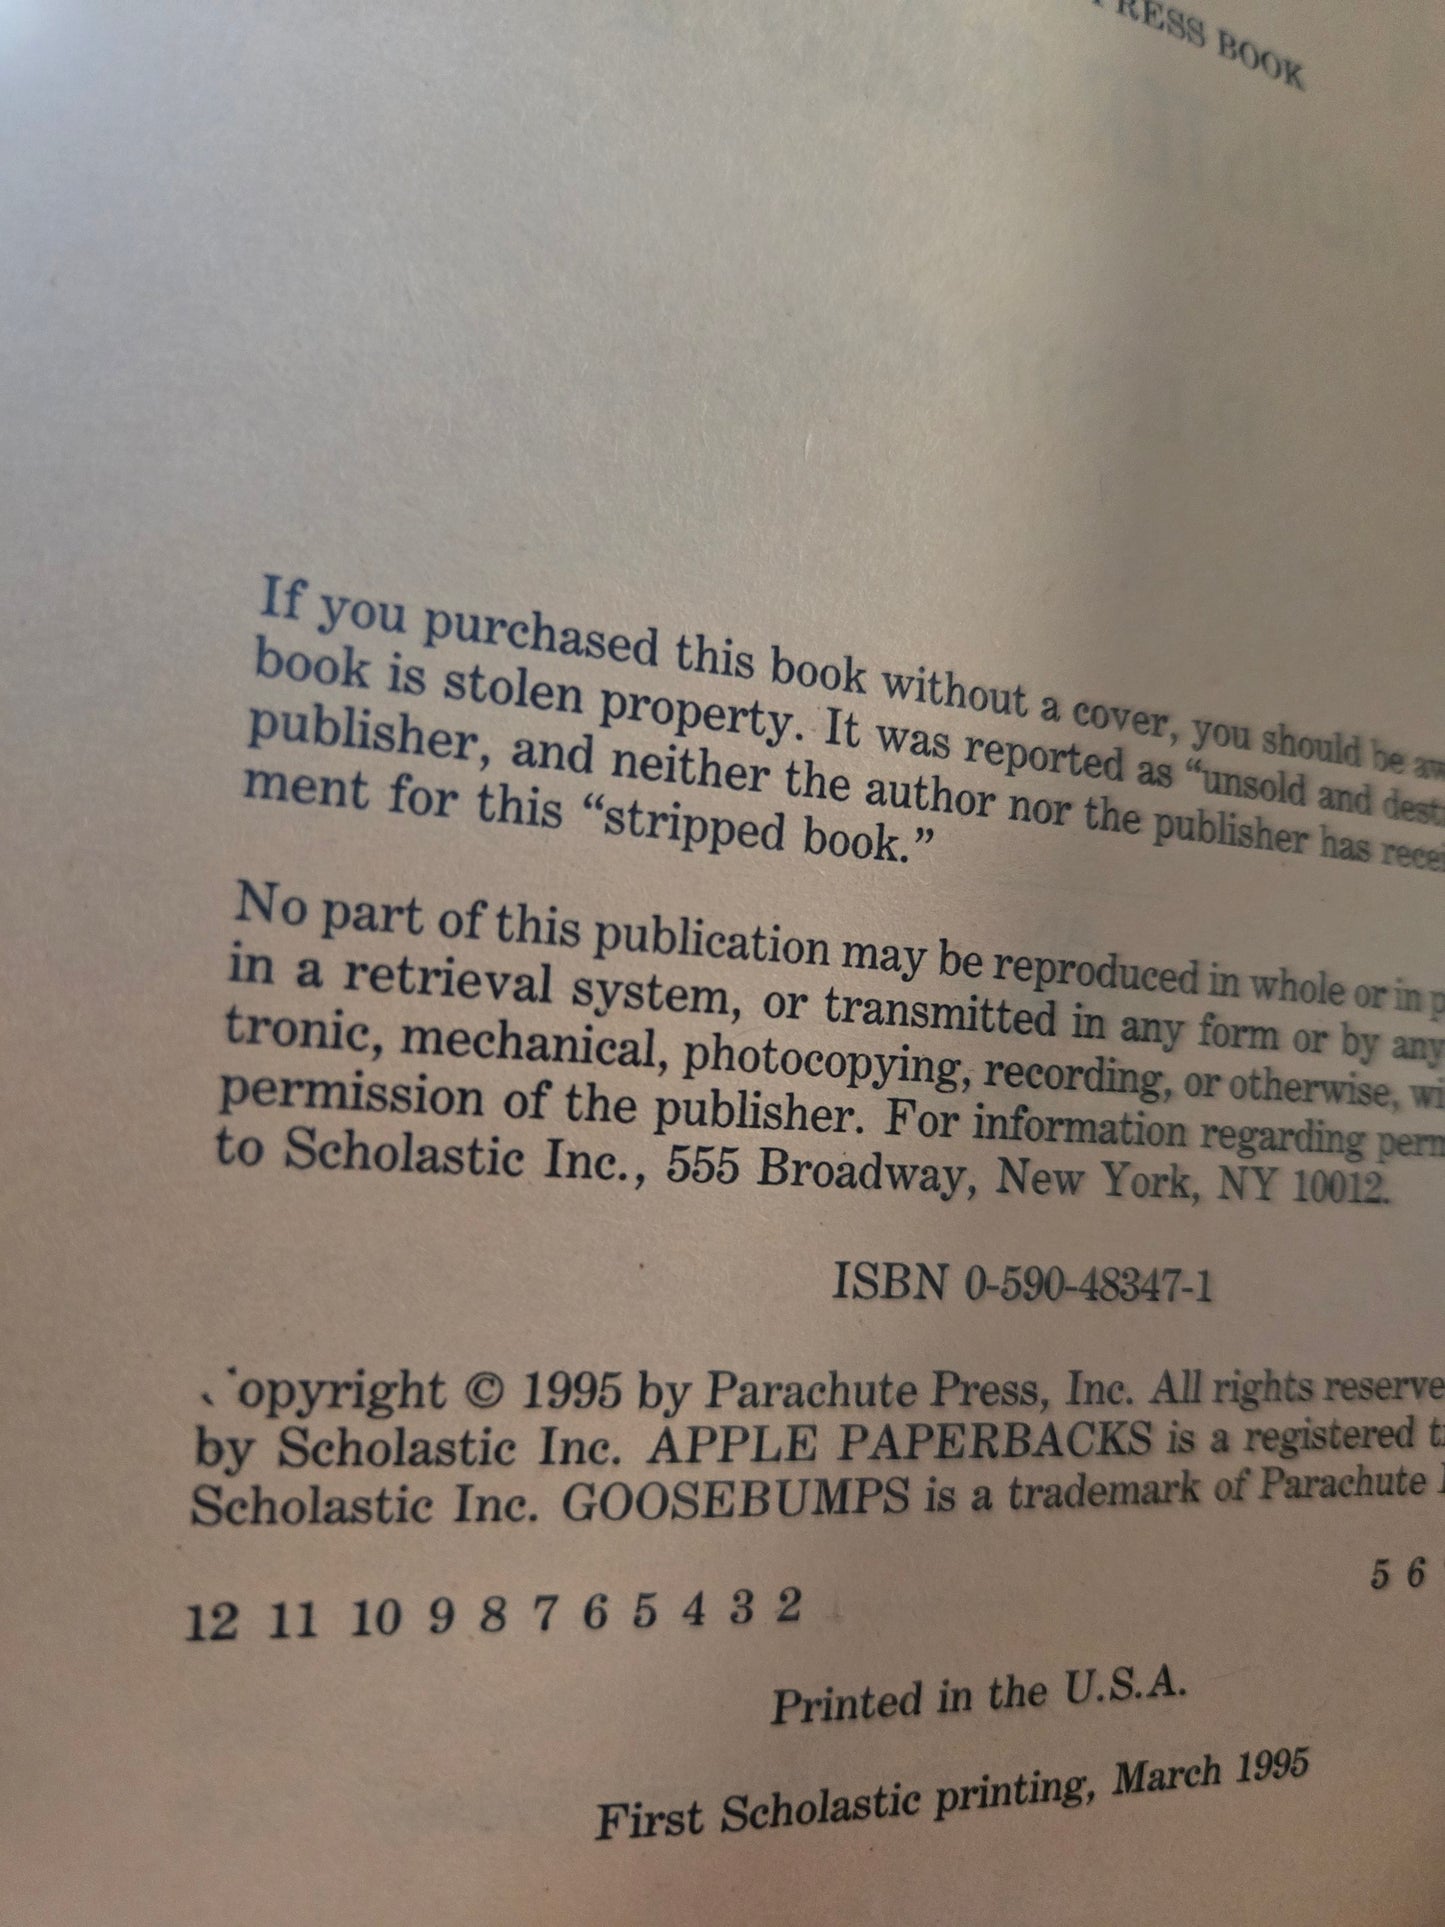 PRESS BOOK
If you purchased this book without a cover, you should be
book is stolen property. It was reported as “unsold and
publisher, and neither the author nor the publisher has
ment for this “stripped book.”
No part of this publication may be reproduced in whole or in
in a retrieval system, or transmitted in any form or by any
tronic, mechanical, photocopying, recording, or otherwise,
permission of the publisher. For information regarding
to Scholastic Inc., 555 Broadway, New York, NY 10012.
ISBN 0-590-48347-1
opyright © 1995 by Parachute Press, Inc. All rights
by Scholastic Inc. APPLE PAPERBACKS is a registered
Scholastic Inc. GOOSEBUMPS is a trademark of Parachute
12 11 10 9 8 7 6 5 4 3 2
5 6
Printed in the U.S.A.
First Scholastic printing, March 1995